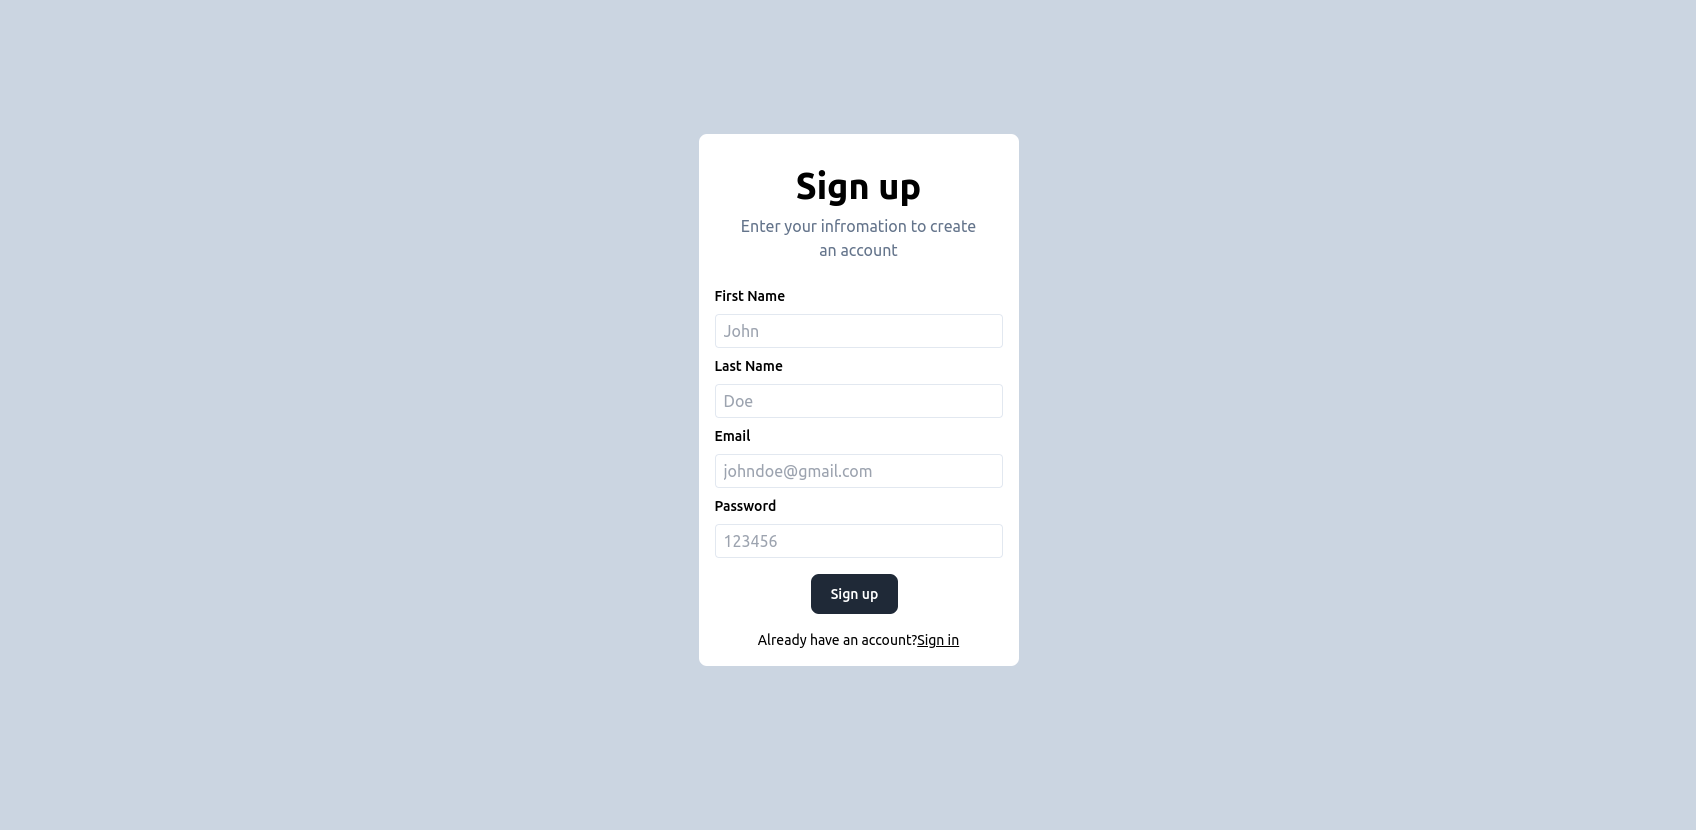 Sign up
Enter your infromation to create
an account
First Name
John
Last Name
Doe
Email
johndoe@gmail.com
Password
123456
Sign up
Already have an account?Sign in